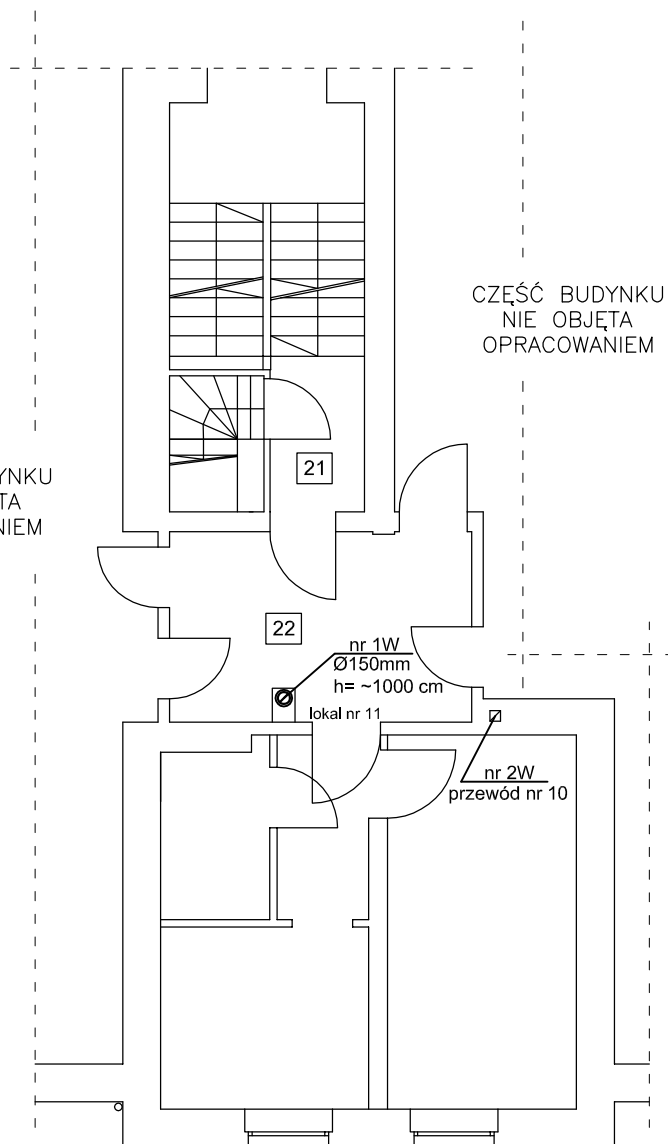 CZĘŚĆ BUDYNKU
NIE OBJĘTA
OPRACOWANIEM
21
22
nr 1W
Ø150mm
h= ~1000 cm
lokal nr 11
nr 2W
przewód nr 10